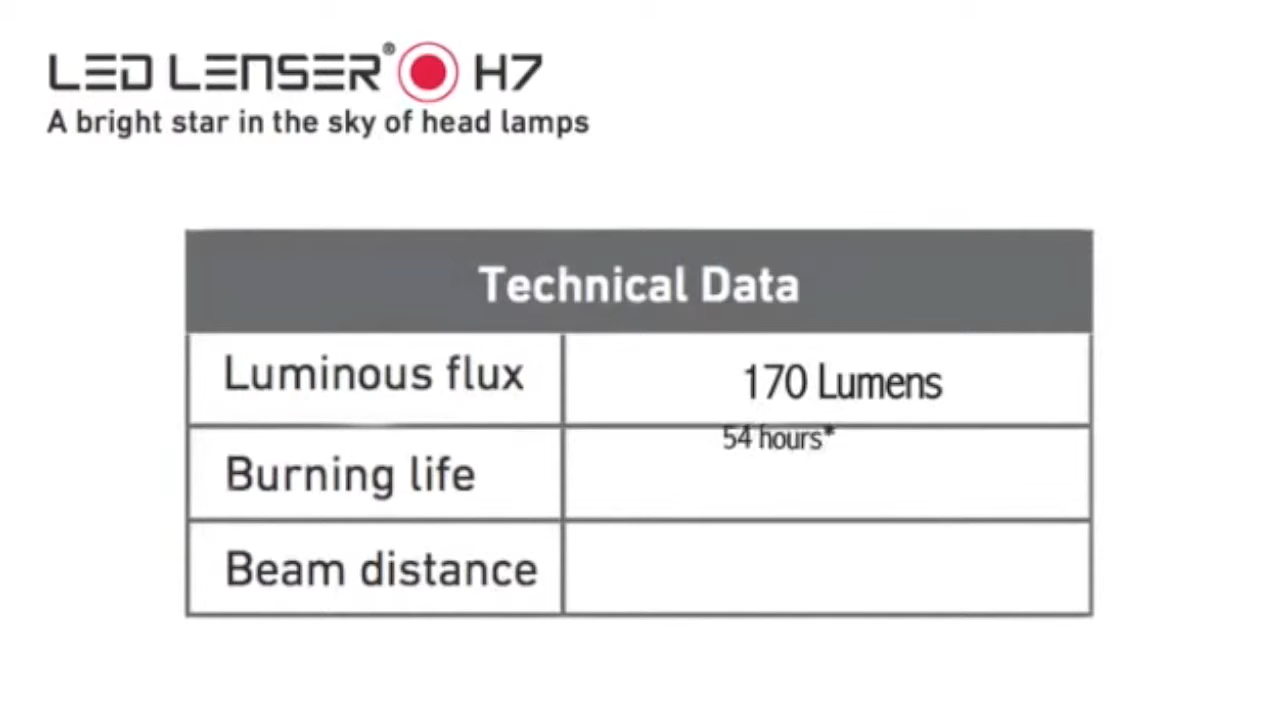 LED LENSER® H7
A bright star in the sky of head lamps
Technical Data
Luminous flux 170 Lumens
Burning life 54 hours*
Beam distance